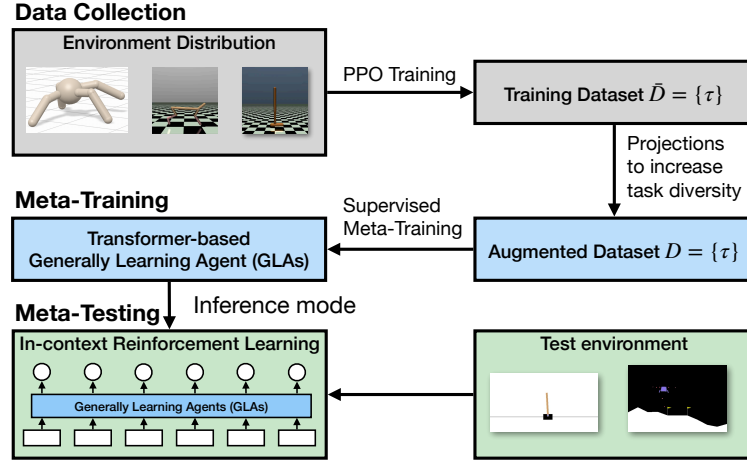 Data Collection
Environment Distribution
PPO Training
Training Dataset D̄ = {τ}
Projections
to increase
task diversity
Meta-Training
Transformer-based
Generally Learning Agent (GLAs)
Supervised
Meta-Training
Augmented Dataset D = {τ}
Inference mode
Meta-Testing
In-context Reinforcement Learning
Generally Learning Agents (GLAs)
Test environment